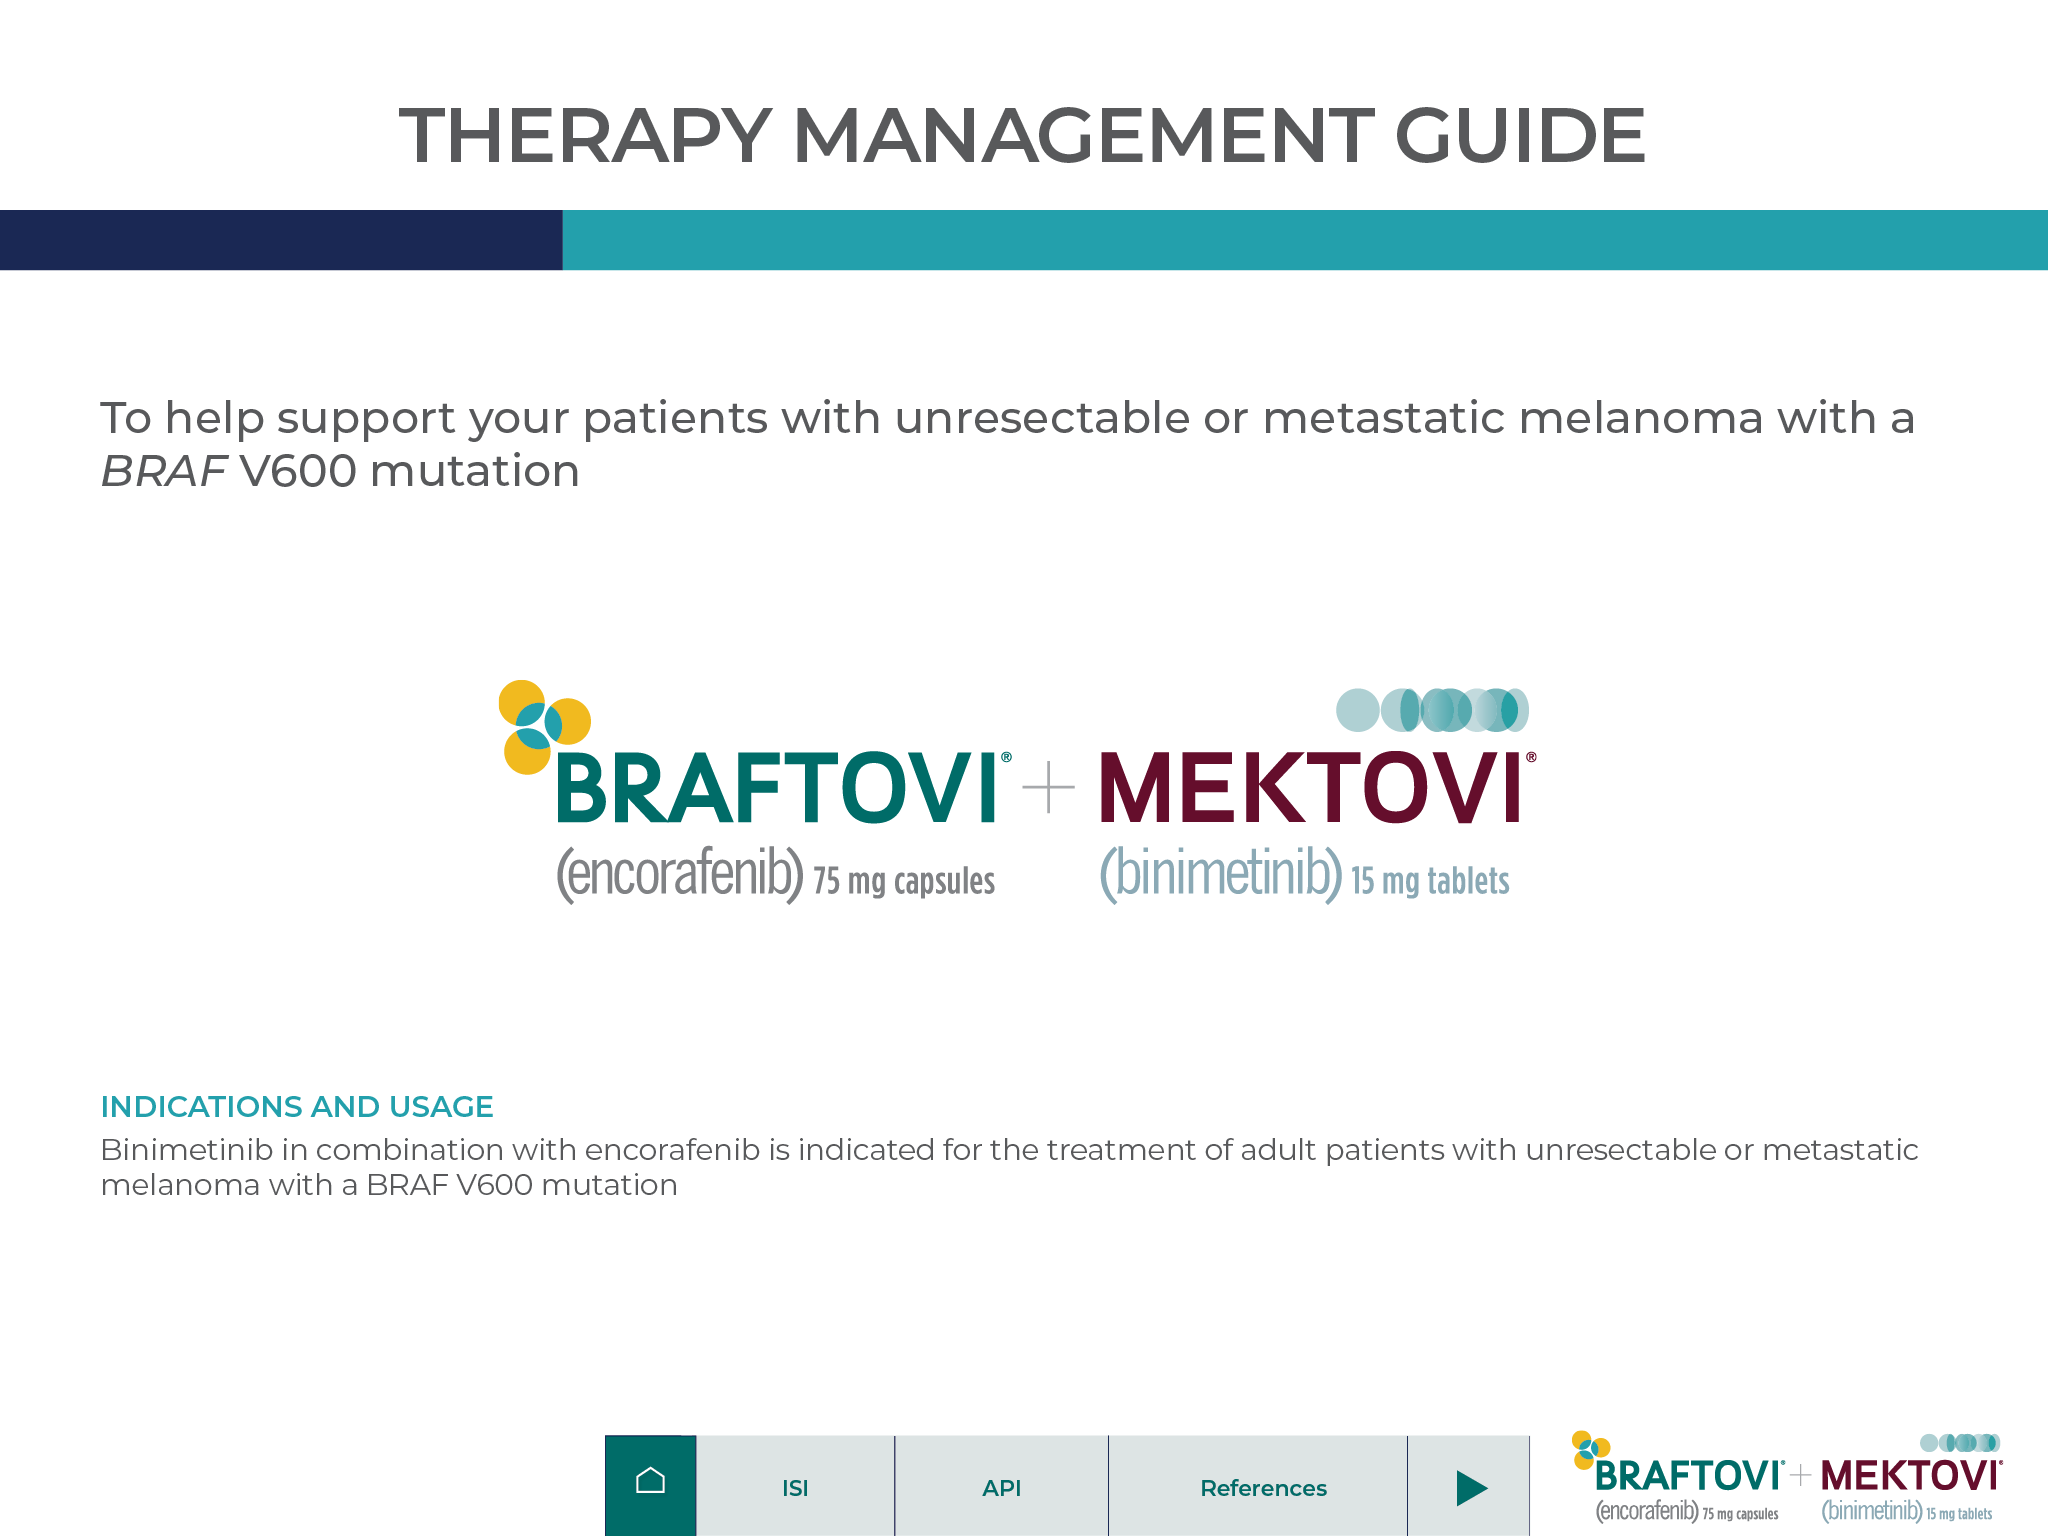 THERAPY MANAGEMENT GUIDE
To help support your patients with unresectable or metastatic melanoma with a
BRAF V600 mutation
BRAFTOVI® + MEKTOVI®
(encorafenib) 75 mg capsules (binimetinib) 15 mg tablets
INDICATIONS AND USAGE
Binimetinib in combination with encorafenib is indicated for the treatment of adult patients with unresectable or metastatic
melanoma with a BRAF V600 mutation
ISI API References
BRAFTOVI® + MEKTOVI®
(encorafenib) 75 mg capsules (binimetinib) 15 mg tablets